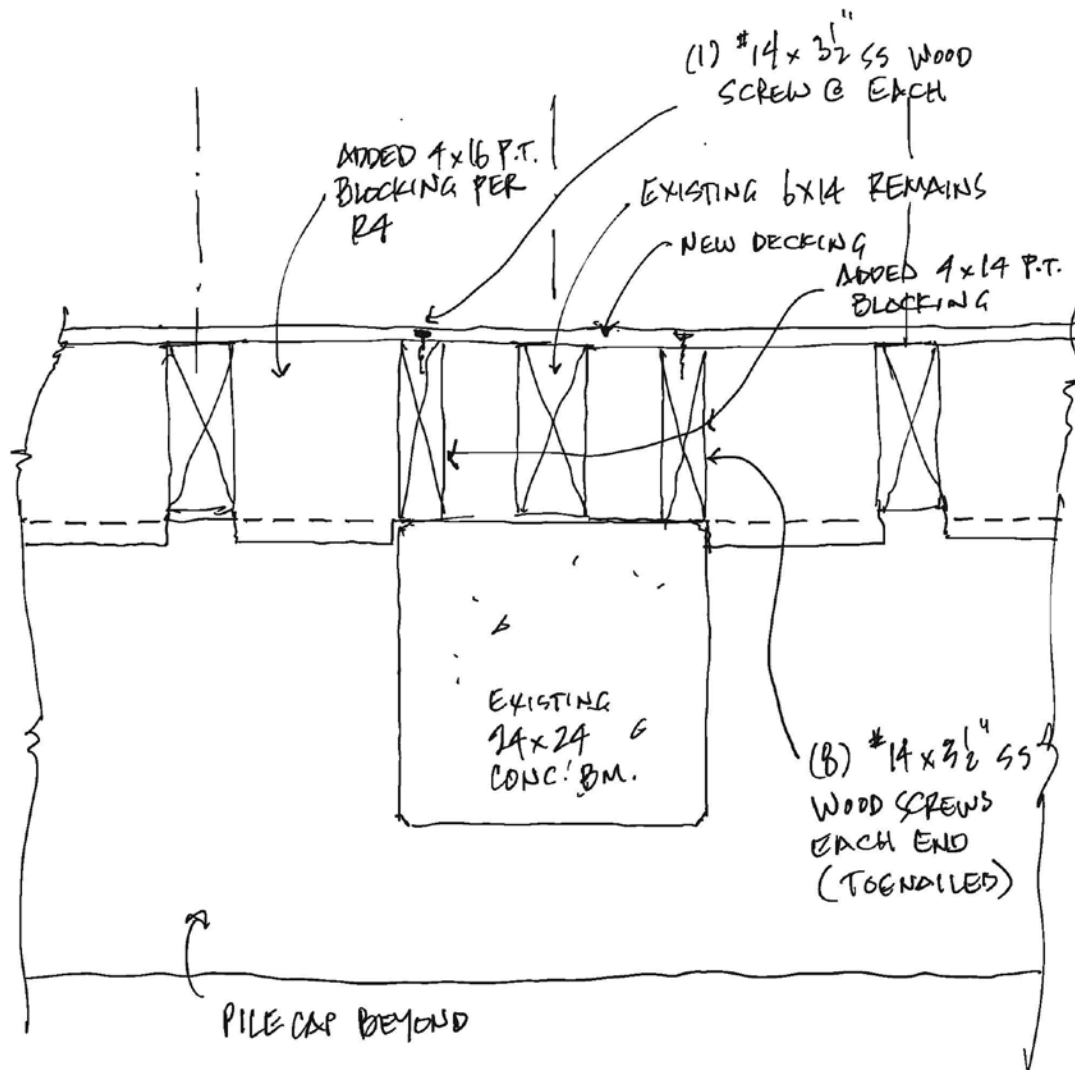 (1) #14 x 3½" SS WOOD
SCREW @ EACH
ADDED 4x16 P.T.
BLOCKING PER
R4
EXISTING 6X14 REMAINS
NEW DECKING
ADDED 4x14 P.T.
BLOCKING
EXISTING
24x24
CONC. BM.
(8) #14 x 3½" SS
WOOD SCREWS
EACH END
(TOENAILED)
PILE CAP BEYOND